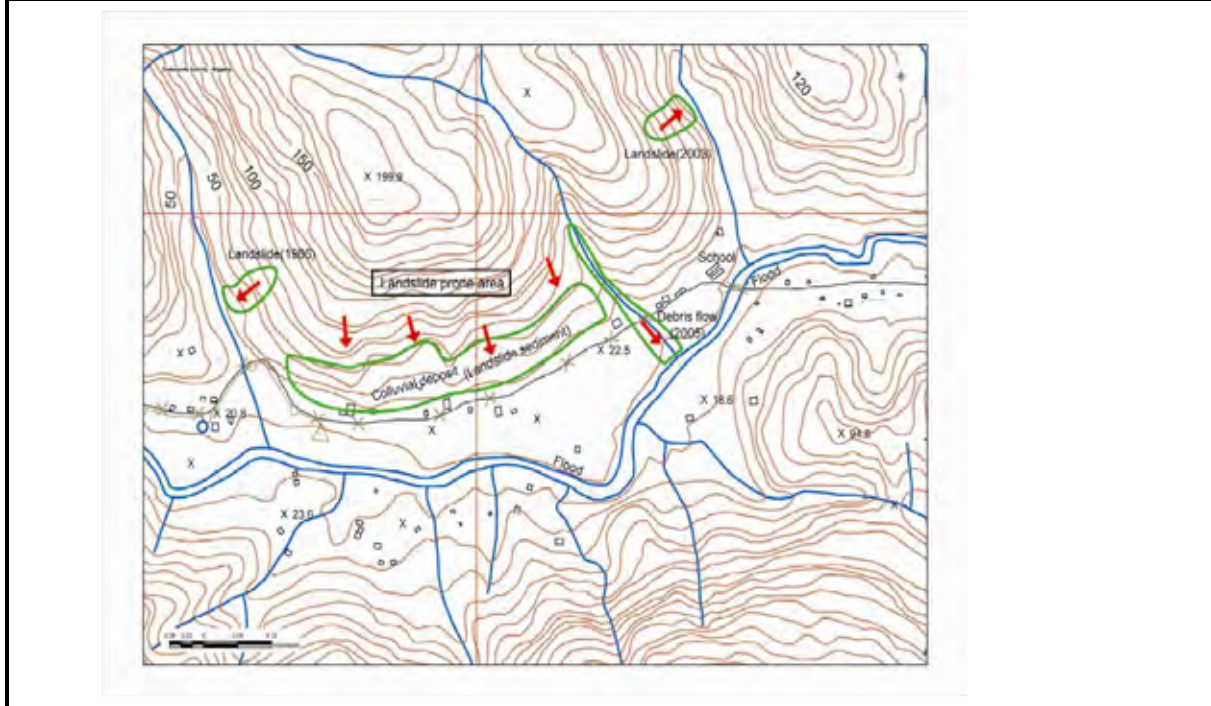 120
Landslide(2003)
150
100
50
50
X 199.9
Landslide(1986)
School
Flood
Landslide prone area
Debris flow
(2005)
X 22.5
Colluvial deposit (Landslide sediment)
X 20.8
X 18.6
X 91.8
Flood
X 23.0